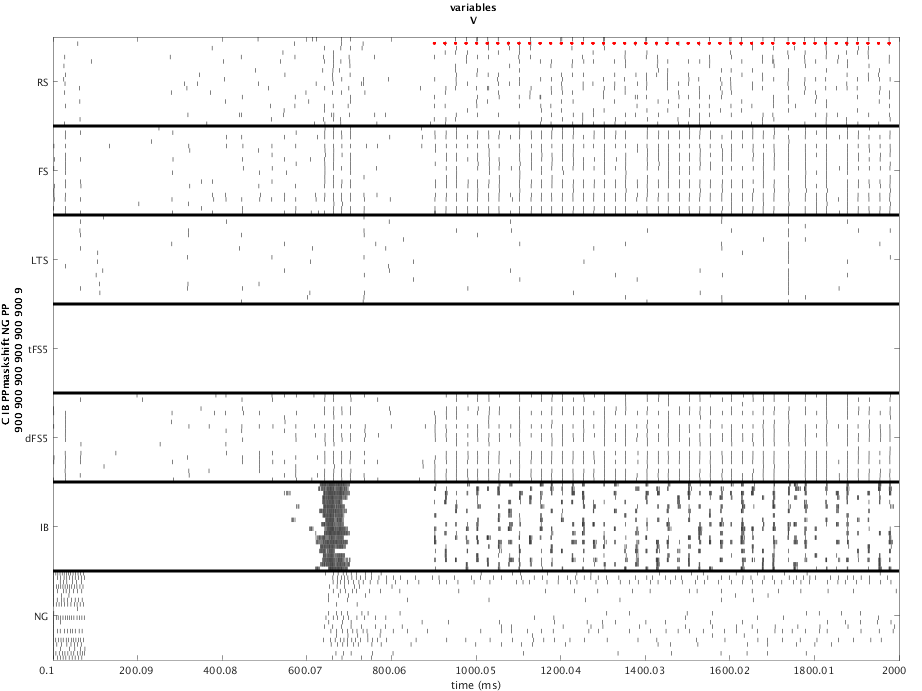 variables
V
RS
FS
LTS
tFS5
dFS5
IB
NG
C IB PPmaskshift NG PP
900 900 900 900 900 900 9
0.1 200.09 400.08 600.07 800.06 1000.05 1200.04 1400.03 1600.02 1800.01 2000
time (ms)